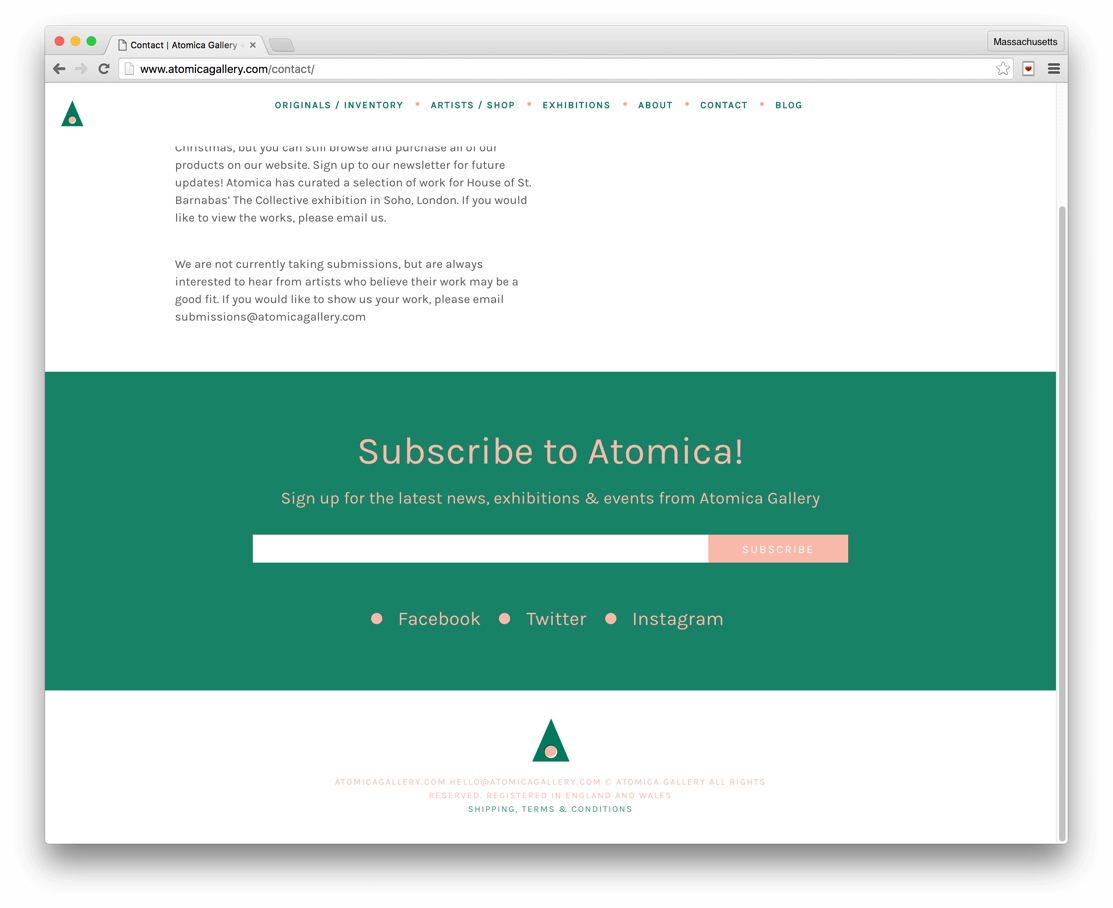 Contact | Atomica Gallery
Massachusetts
www.atomicagallery.com/contact/
ORIGINALS / INVENTORY * ARTISTS / SHOP * EXHIBITIONS * ABOUT * CONTACT * BLOG
Christmas, but you can still browse and purchase all of our
products on our website. Sign up to our newsletter for future
updates! Atomica has curated a selection of work for House of St.
Barnabas’ The Collective exhibition in Soho, London. If you would
like to view the works, please email us.
We are not currently taking submissions, but are always
interested to hear from artists who believe their work may be a
good fit. If you would like to show us your work, please email
submissions@atomicagallery.com
Subscribe to Atomica!
Sign up for the latest news, exhibitions & events from Atomica Gallery
SUBSCRIBE
Facebook Twitter Instagram
ATOMICAGALLERY.COM HELLO@ATOMICAGALLERY.COM © ATOMICA GALLERY ALL RIGHTS
RESERVED. REGISTERED IN ENGLAND AND WALES
SHIPPING, TERMS & CONDITIONS